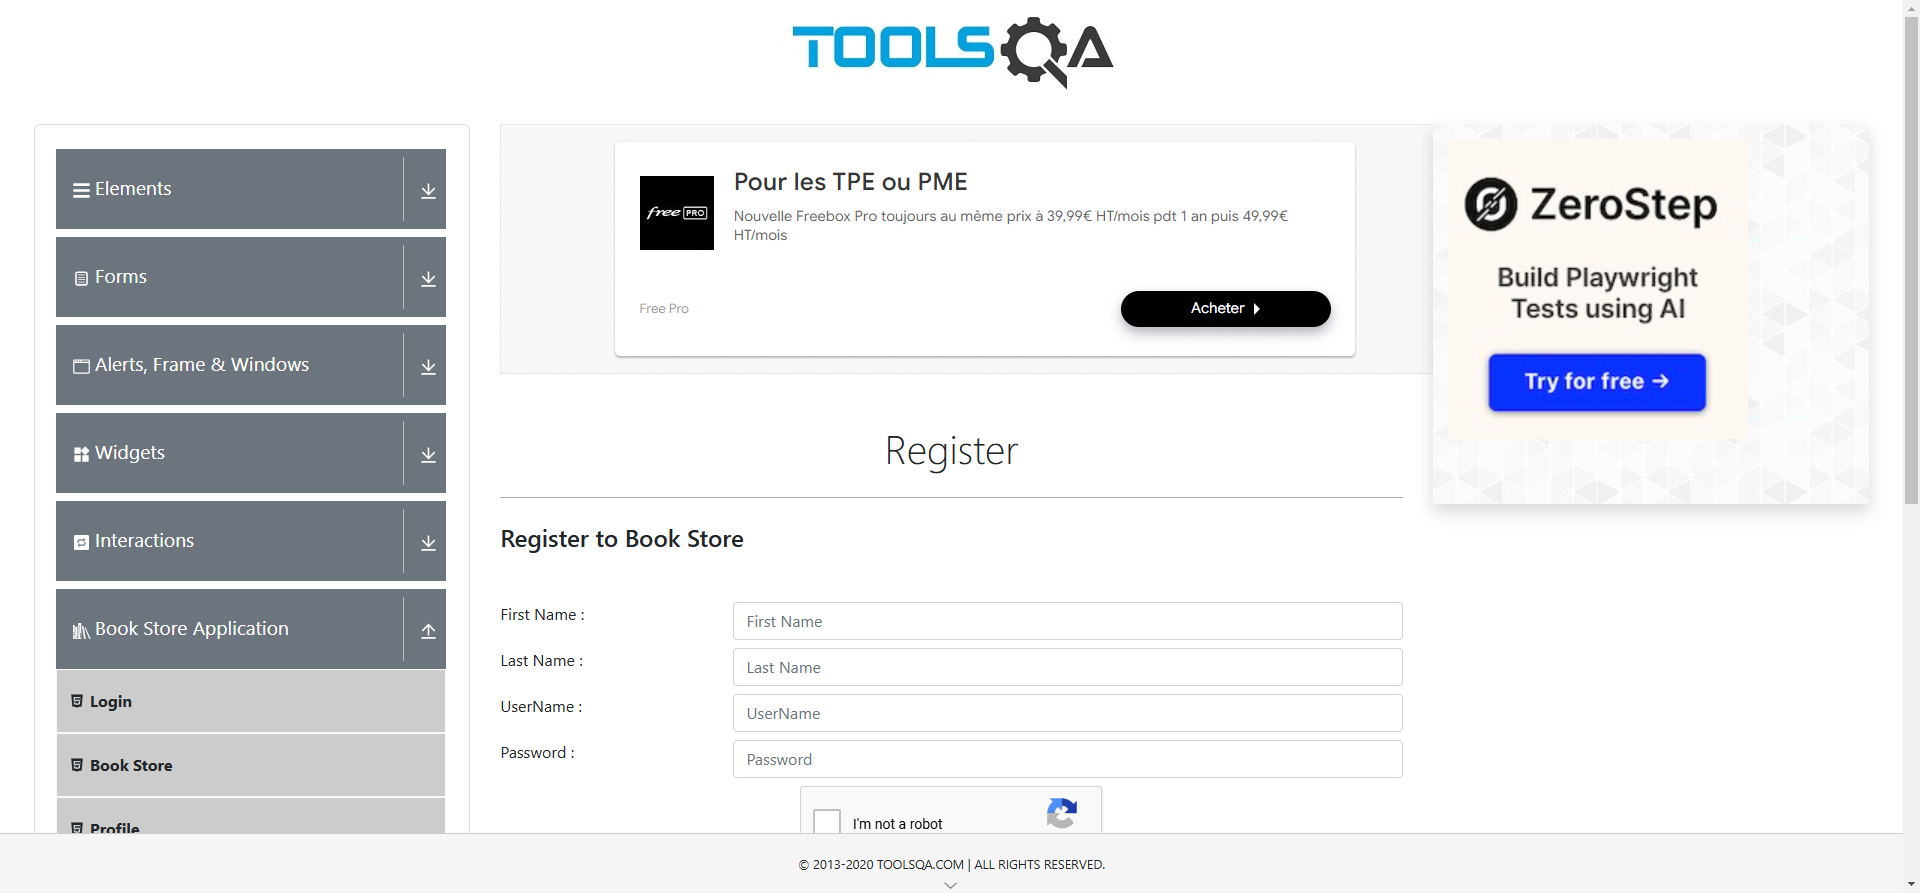 TOOLSQA
Elements
Forms
Alerts, Frame & Windows
Widgets
Interactions
Book Store Application
Login
Book Store
Profile
free PRO
Pour les TPE ou PME
Nouvelle Freebox Pro toujours au même prix à 39,99€ HT/mois pdt 1 an puis 49,99€
HT/mois
Free Pro
Acheter
ZeroStep
Build Playwright
Tests using AI
Try for free →
Register
Register to Book Store
First Name :
First Name
Last Name :
Last Name
UserName :
UserName
Password :
Password
I'm not a robot
© 2013-2020 TOOLSQA.COM | ALL RIGHTS RESERVED.